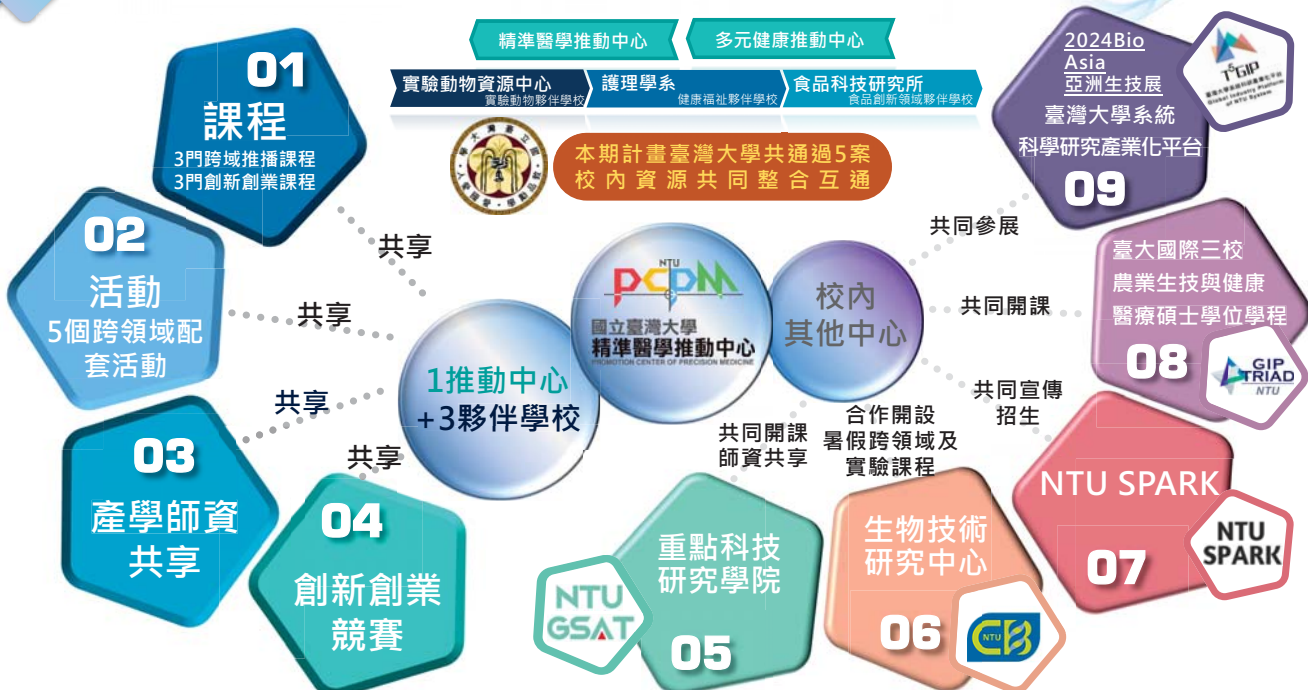 精準醫學推動中心
多元健康推動中心
實驗動物資源中心
實驗動物夥伴學校
護理學系
健康福祉夥伴學校
食品科技研究所
食品創新領域夥伴學校
本期計畫臺灣大學共通過5案
校內資源共同整合互通
01
課程
3門跨域推播課程
3門創新創業課程
共享
02
活動
5個跨領域配
套活動
共享
03
產學師資
共享
共享
04
創新創業
競賽
共享
1推動中心
+3夥伴學校
NTU
PCPM
國立臺灣大學
精準醫學推動中心
PROMOTION CENTER OF PRECISION MEDICINE
校內
其他中心
共同開課
師資共享
重點科技
研究學院
05
NTU
GSAT
合作開設
暑假跨領域及
實驗課程
生物技術
研究中心
06
NTU
CB
共同宣傳
招生
NTU SPARK
07
NTU
SPARK
共同開課
臺大國際三校
農業生技與健康
醫療碩士學位學程
08
GIP
TRIAD
NTU
共同參展
2024Bio
Asia
亞洲生技展
臺灣大學系統
科學研究產業化平台
09
T⁵GIP
Global Industry Platform
of NTU System